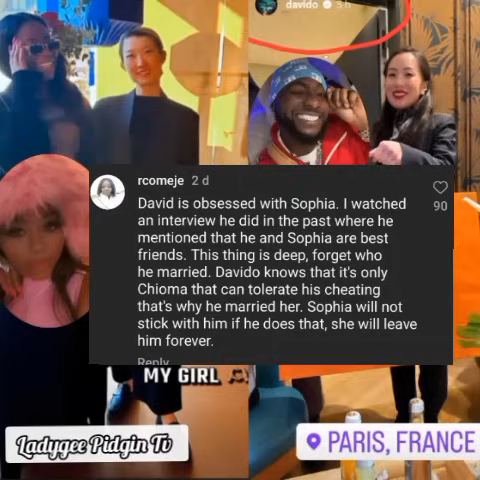 davido 3 h
rcomeje 2 d
David is obsessed with Sophia. I watched
an interview he did in the past where he
mentioned that he and Sophia are best
friends. This thing is deep, forget who
he married. Davido knows that it's only
Chioma that can tolerate his cheating
that's why he married her. Sophia will not
stick with him if he does that, she will leave
him forever.
90
Reply
MY GIRL
Ladygee Pidgin Tv
PARIS, FRANCE